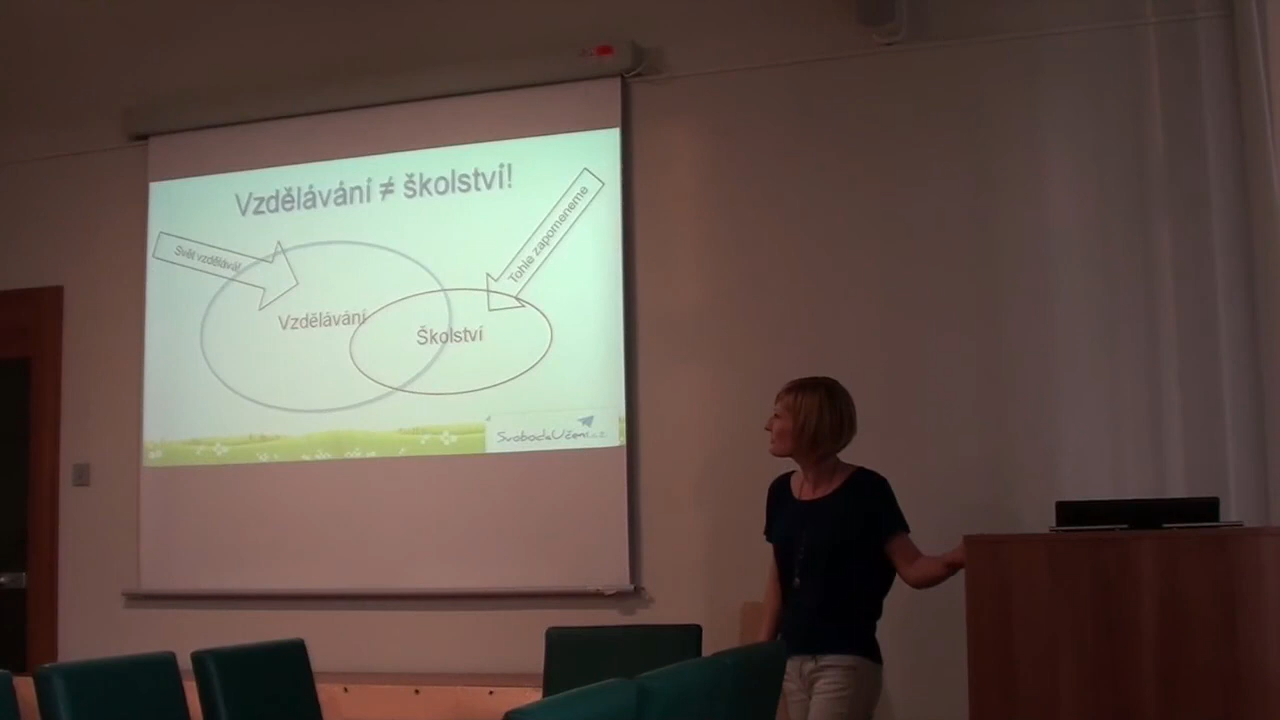 Vzdělávání ≠ školství!
Svět vzdělává!
Tohle zapomeneme
Vzdělávání
Školství
SvobodaUčení.cz